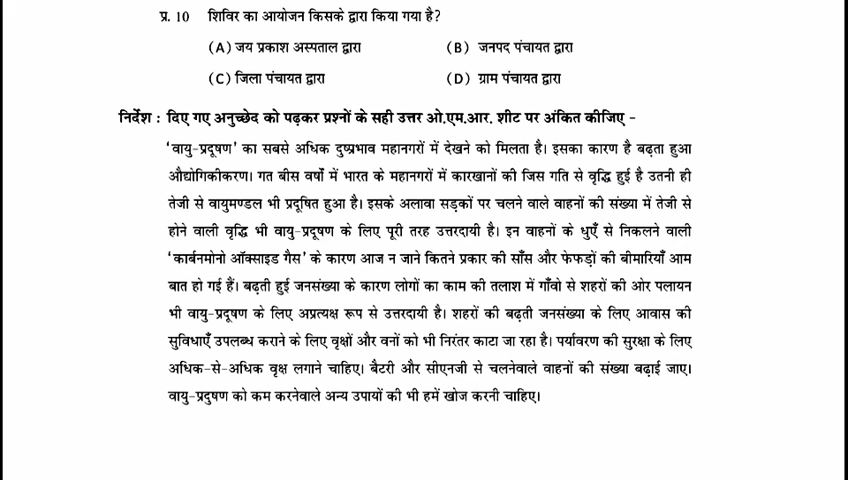 प्र. 10 शिविर का आयोजन किसके द्वारा किया गया है?
(A) जय प्रकाश अस्पताल द्वारा (B) जनपद पंचायत द्वारा
(C) जिला पंचायत द्वारा (D) ग्राम पंचायत द्वारा
निर्देश : दिए गए अनुच्छेद को पढ़कर प्रश्नों के सही उत्तर ओ.एम.आर. शीट पर अंकित कीजिए -
'वायु-प्रदूषण' का सबसे अधिक दुष्प्रभाव महानगरों में देखने को मिलता है। इसका कारण है बढ़ता हुआ
औद्योगिकीकरण। गत बीस वर्षों में भारत के महानगरों में कारखानों की जिस गति से वृद्धि हुई है उतनी ही
तेजी से वायुमण्डल भी प्रदूषित हुआ है। इसके अलावा सड़कों पर चलने वाले वाहनों की संख्या में तेजी से
होने वाली वृद्धि भी वायु-प्रदूषण के लिए पूरी तरह उत्तरदायी है। इन वाहनों के धुएँ से निकलने वाली
'कार्बनमोनो ऑक्साइड गैस' के कारण आज न जाने कितने प्रकार की साँस और फेफड़ों की बीमारियाँ आम
बात हो गई हैं। बढ़ती हुई जनसंख्या के कारण लोगों का काम की तलाश में गाँवो से शहरों की ओर पलायन
भी वायु-प्रदूषण के लिए अप्रत्यक्ष रूप से उत्तरदायी है। शहरों की बढ़ती जनसंख्या के लिए आवास की
सुविधाएँ उपलब्ध कराने के लिए वृक्षों और वनों को भी निरंतर काटा जा रहा है। पर्यावरण की सुरक्षा के लिए
अधिक-से-अधिक वृक्ष लगाने चाहिए। बैटरी और सीएनजी से चलनेवाले वाहनों की संख्या बढ़ाई जाए।
वायु-प्रदुषण को कम करनेवाले अन्य उपायों की भी हमें खोज करनी चाहिए।